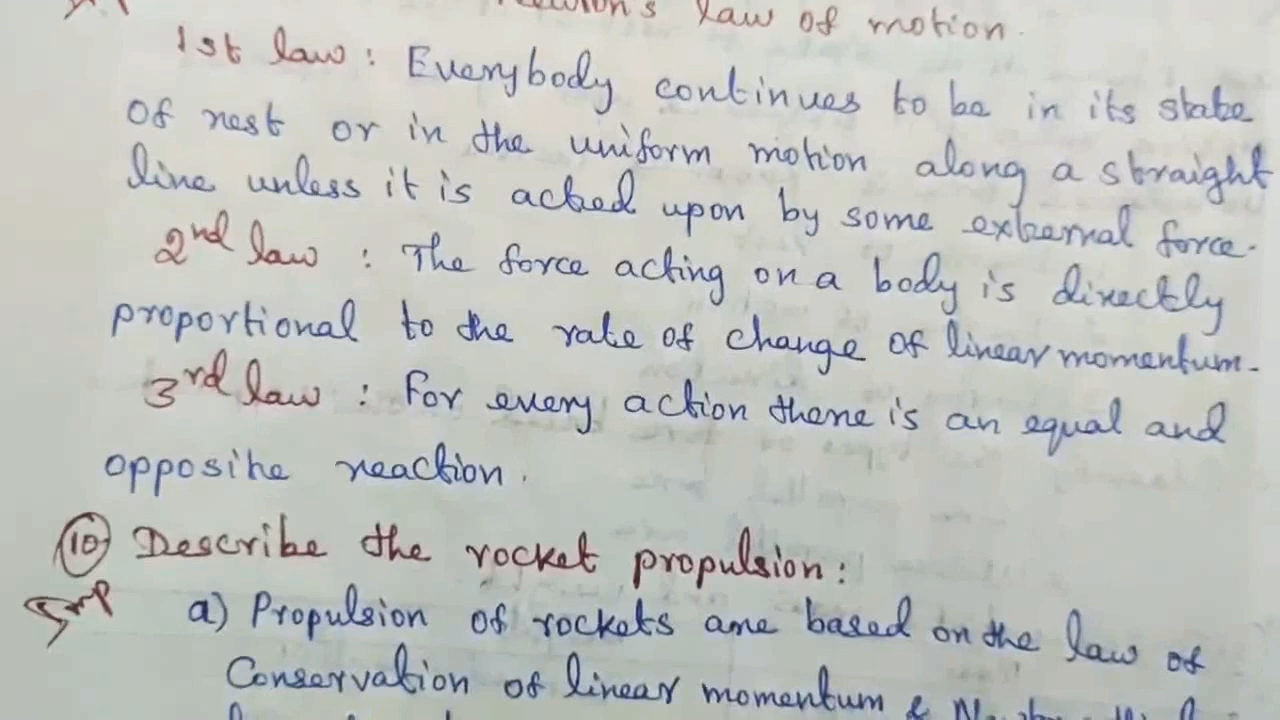 Newton's law of motion.
1st law : Everybody continues to be in its state
of rest or in the uniform motion along a straight
line unless it is acted upon by some external force.
2nd law : The force acting on a body is directly
proportional to the rate of change of linear momentum.
3rd law : For every action there is an equal and
opposite reaction.
10 Describe the rocket propulsion :
Imp
a) Propulsion of rockets are based on the law of
Conservation of linear momentum &